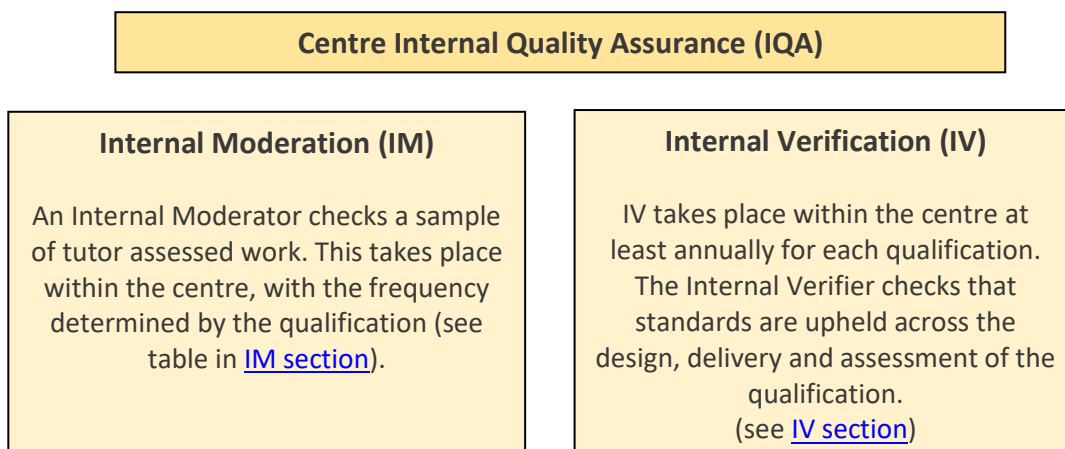 Centre Internal Quality Assurance (IQA)
Internal Moderation (IM)
An Internal Moderator checks a sample
of tutor assessed work. This takes place
within the centre, with the frequency
determined by the qualification (see
table in IM section).
Internal Verification (IV)
IV takes place within the centre at
least annually for each qualification.
The Internal Verifier checks that
standards are upheld across the
design, delivery and assessment of the
qualification.
(see IV section)